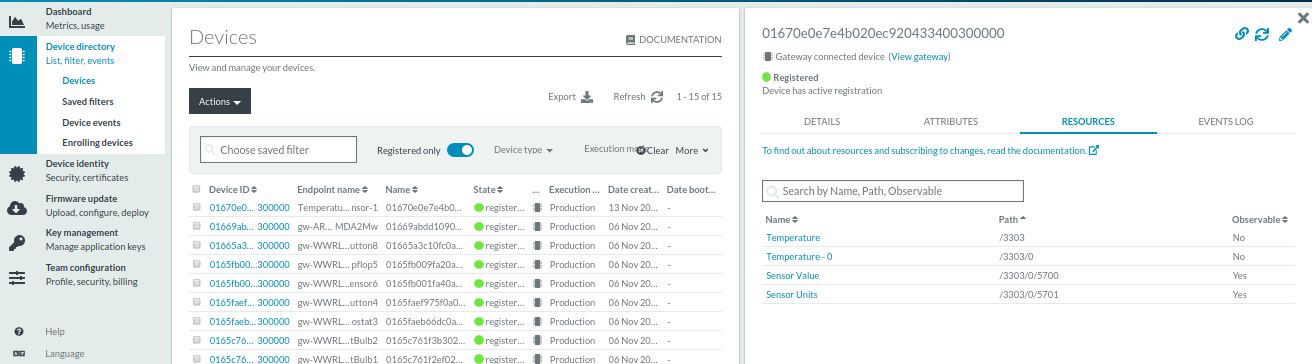 Dashboard
Metrics, usage
Device directory
List, filter, events
Devices
Saved filters
Device events
Enrolling devices
Device identity
Security, certificates
Firmware update
Upload, configure, deploy
Key management
Manage application keys
Team configuration
Profile, security, billing
Help
Language
Devices
DOCUMENTATION
View and manage your devices.
Actions
Export Refresh 1 - 15 of 15
Choose saved filter Registered only Device type Execution mo Clear More
Device ID Endpoint name Name State ... Execution ... Date creat... Date boot...
01670e0... 300000 Temperatu... nsor-1 01670e0e7e4b0... register... Production 13 Nov 20... -
01669ab... 300000 gw-AR... MDA2Mw 01669abdd1090... register... Production 06 Nov 20... -
01665a3... 300000 gw-WWRL...utton8 01665a3c10fc0a... register... Production 06 Nov 20... -
0165fb00...300000 gw-WWRL... pflop5 0165fb009fa20a... register... Production 06 Nov 20... -
0165fb00...300000 gw-WWRL...ensor6 0165fb001fa40a... register... Production 06 Nov 20... -
0165faef... 300000 gw-WWRL...utton4 0165faef975f0a0... register... Production 06 Nov 20... -
0165faeb...300000 gw-WWRL... ostat3 0165faeb66dc0a... register... Production 06 Nov 20... -
0165c76... 300000 gw-WWRL...tBulb2 0165c761f3b302... register... Production 06 Nov 20... -
0165c76... 300000 gw-WWRL...tBulb1 0165c761f2ef02... register... Production 06 Nov 20... -
01670e0e7e4b020ec920433400300000
Gateway connected device (View gateway)
Registered
Device has active registration
DETAILS ATTRIBUTES RESOURCES EVENTS LOG
To find out about resources and subscribing to changes, read the documentation.
Search by Name, Path, Observable
Name Path Observable
Temperature /3303 No
Temperature - 0 /3303/0 No
Sensor Value /3303/0/5700 Yes
Sensor Units /3303/0/5701 Yes